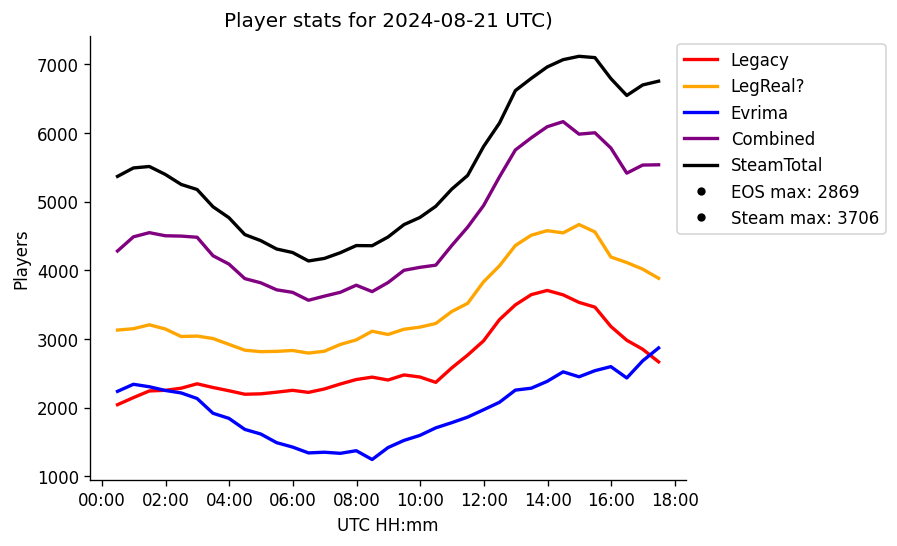 Player stats for 2024-08-21 UTC)
7000
6000
5000
4000
3000
2000
1000
Players
00:00 02:00 04:00 06:00 08:00 10:00 12:00 14:00 16:00 18:00
UTC HH:mm
Legacy
LegReal?
Evrima
Combined
SteamTotal
EOS max: 2869
Steam max: 3706